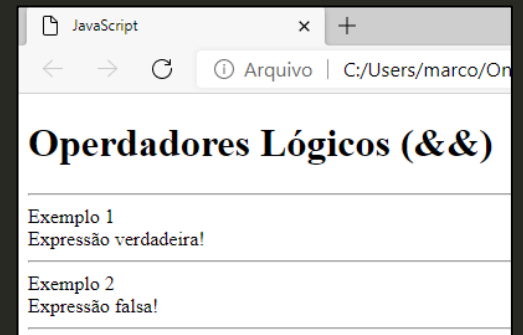 JavaScript
Arquivo | C:/Users/marco/On
Operdadores Lógicos (&&)
Exemplo 1
Expressão verdadeira!
Exemplo 2
Expressão falsa!